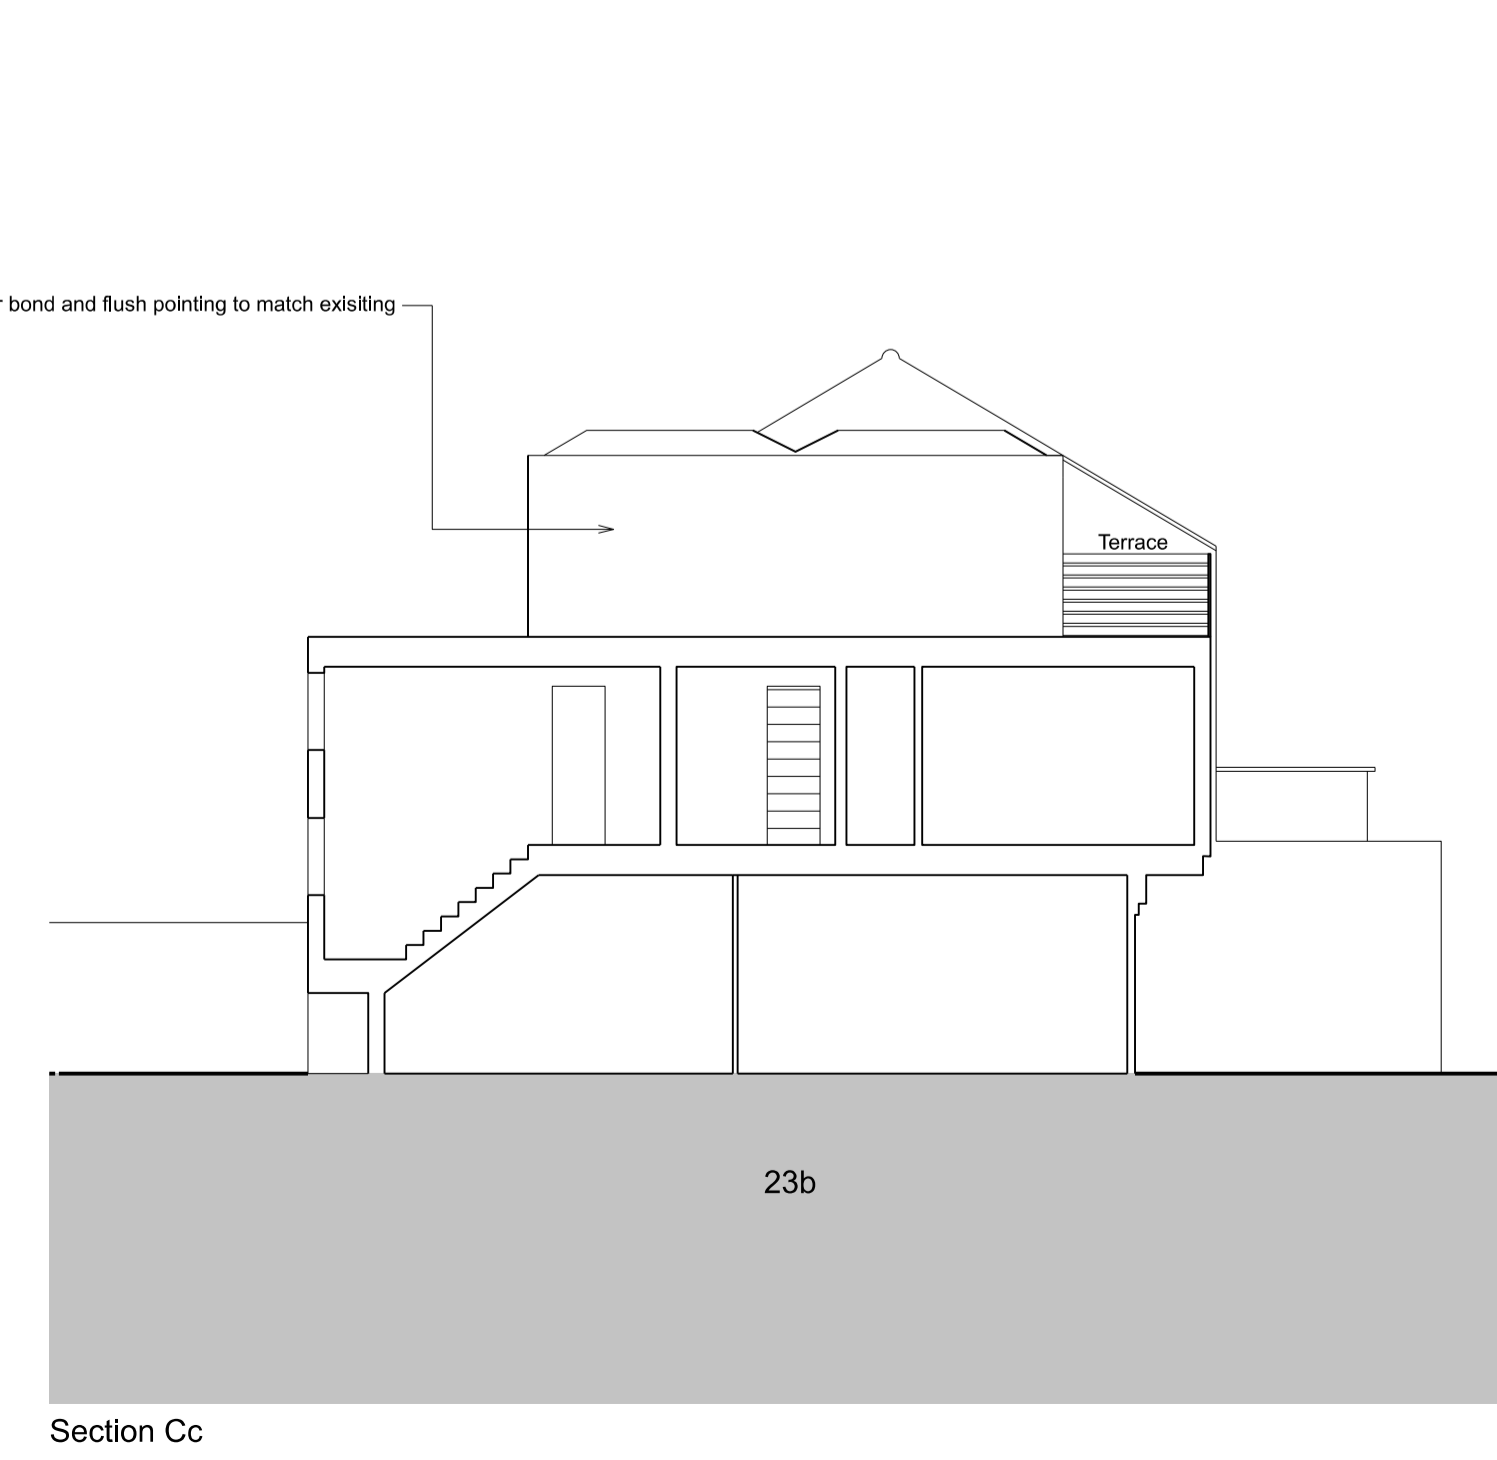 bond and flush pointing to match exisiting
Terrace
23b
Section Cc